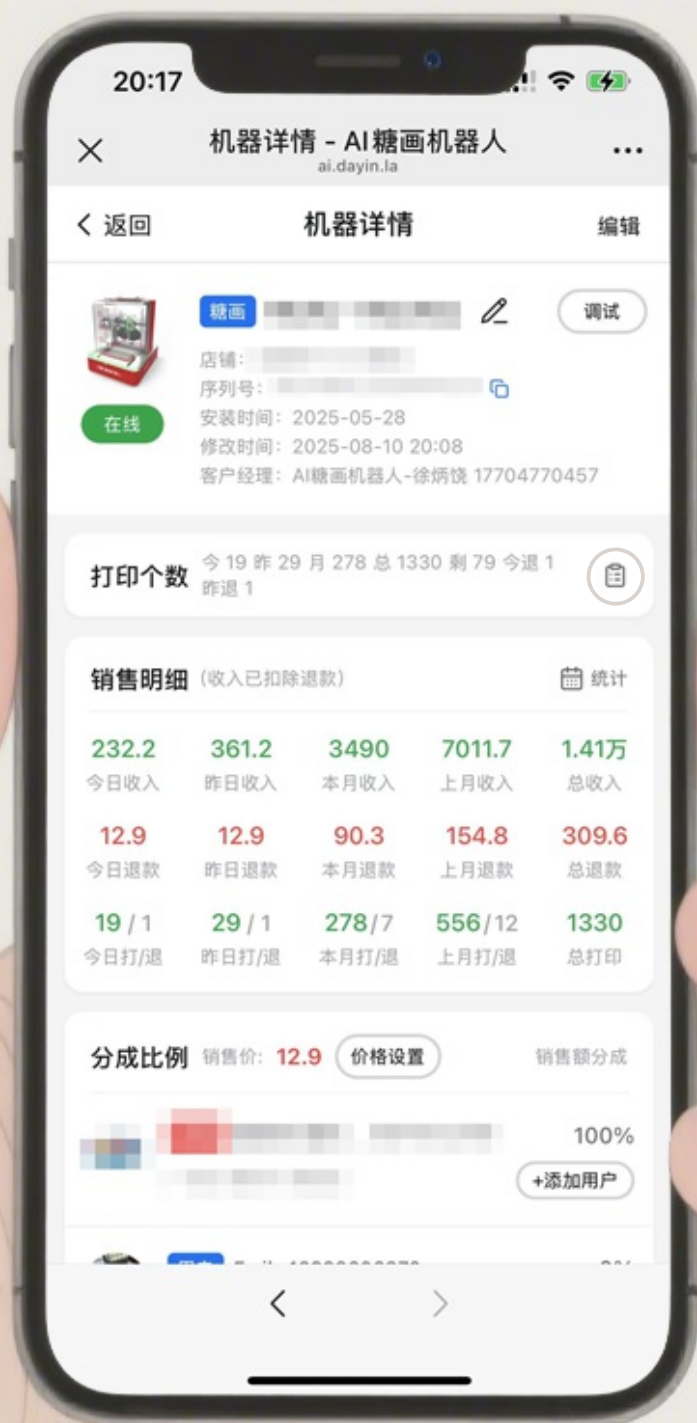 20:17
机器详情 - AI糖画机器人
ai.dayin.la
返回 机器详情 编辑
糖画 调试
店铺:
序列号:
在线
安装时间: 2025-05-28
修改时间: 2025-08-10 20:08
客户经理: AI糖画机器人-徐炳饶 17704770457
打印个数 今 19 昨 29 月 278 总 1330 剩 79 今退 1
昨退 1
销售明细 (收入已扣除退款) 统计
232.2 361.2 3490 7011.7 1.41万
今日收入 昨日收入 本月收入 上月收入 总收入
12.9 12.9 90.3 154.8 309.6
今日退款 昨日退款 本月退款 上月退款 总退款
19 / 1 29 / 1 278/7 556/12 1330
今日打/退 昨日打/退 本月打/退 上月打/退 总打印
分成比例 销售价: 12.9 价格设置 销售额分成
100%
+添加用户